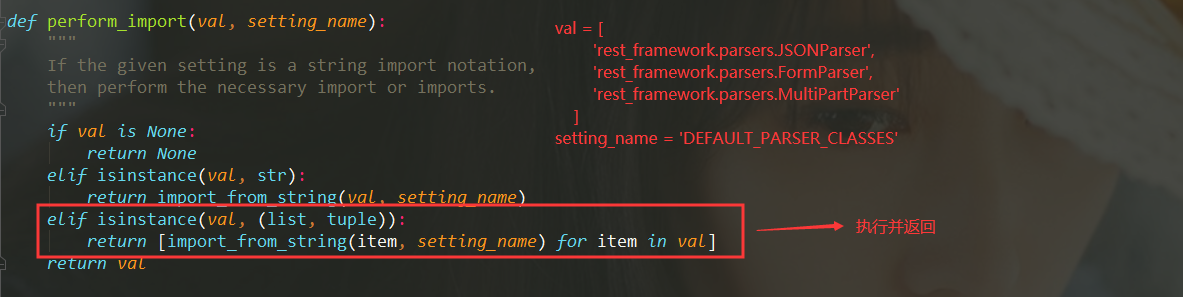 def perform_import(val, setting_name):
"""
If the given setting is a string import notation,
then perform the necessary import or imports.
"""
if val is None:
return None
elif isinstance(val, str):
return import_from_string(val, setting_name)
elif isinstance(val, (list, tuple)):
return [import_from_string(item, setting_name) for item in val]
return val
val = [
'rest_framework.parsers.JSONParser',
'rest_framework.parsers.FormParser',
'rest_framework.parsers.MultiPartParser'
]
setting_name = 'DEFAULT_PARSER_CLASSES'
执行并返回